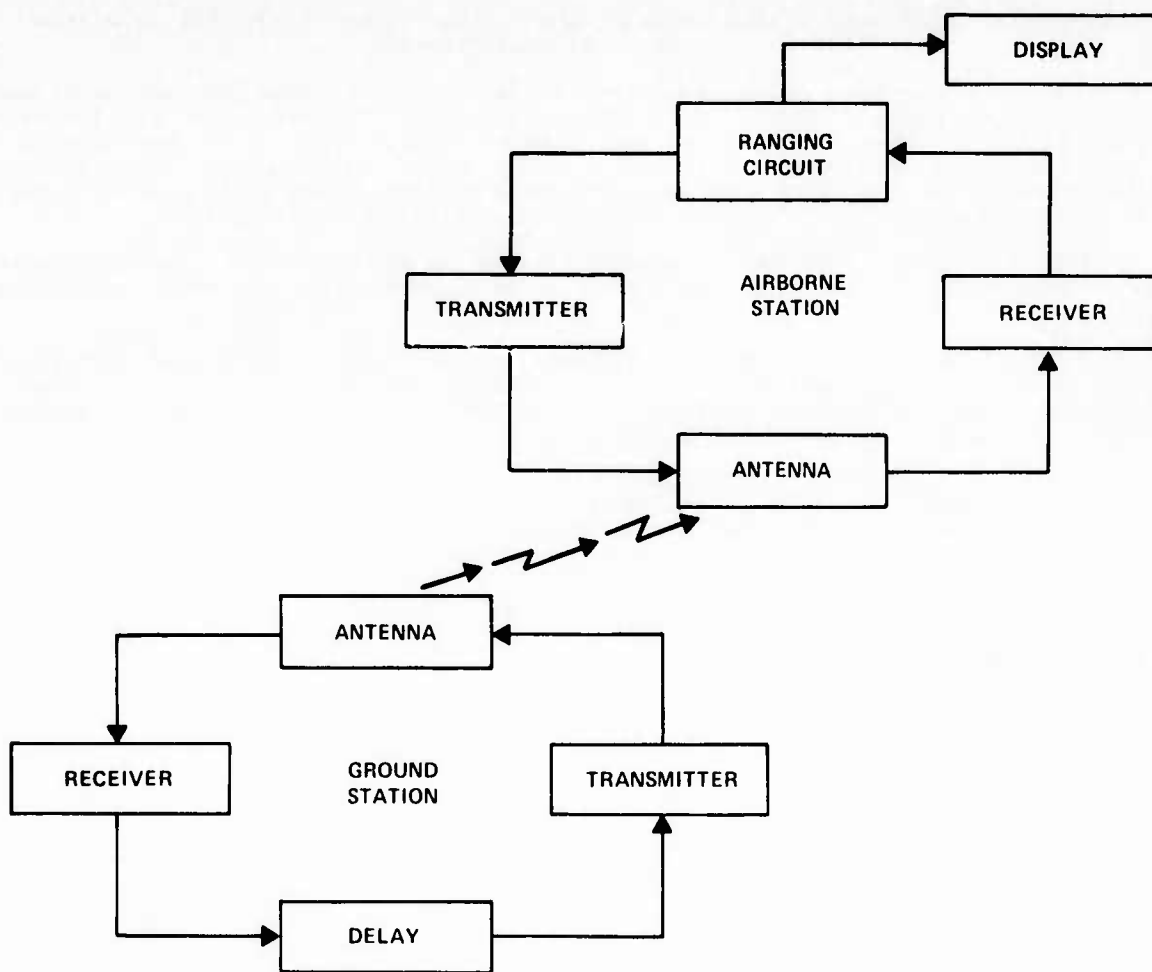 DISPLAY
RANGING
CIRCUIT
TRANSMITTER
AIRBORNE
STATION
RECEIVER
ANTENNA
ANTENNA
RECEIVER
GROUND
STATION
TRANSMITTER
DELAY